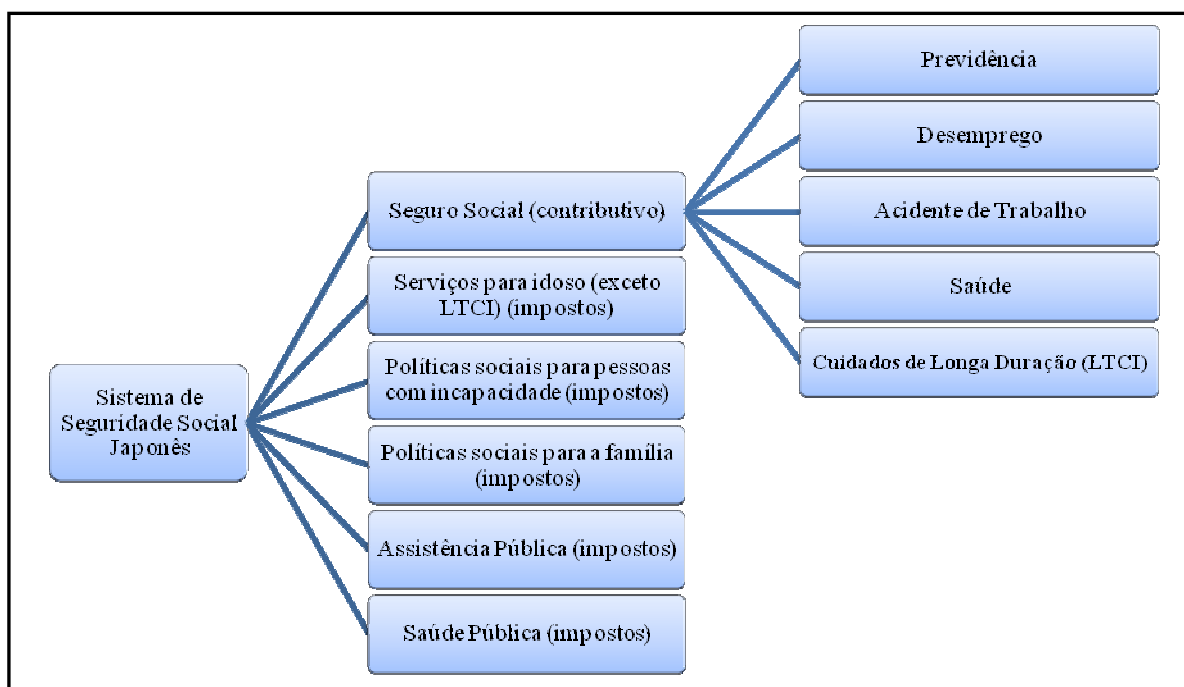 Sistema de
Seguridade Social
Japonês
Seguro Social (contributivo)
Serviços para idoso (exceto
LTCI) (impostos)
Políticas sociais para pessoas
com incapacidade (impostos)
Políticas sociais para a família
(impostos)
Assistência Pública (impostos)
Saúde Pública (impostos)
Previdência
Desemprego
Acidente de Trabalho
Saúde
Cuidados de Longa Duração (LTCI)